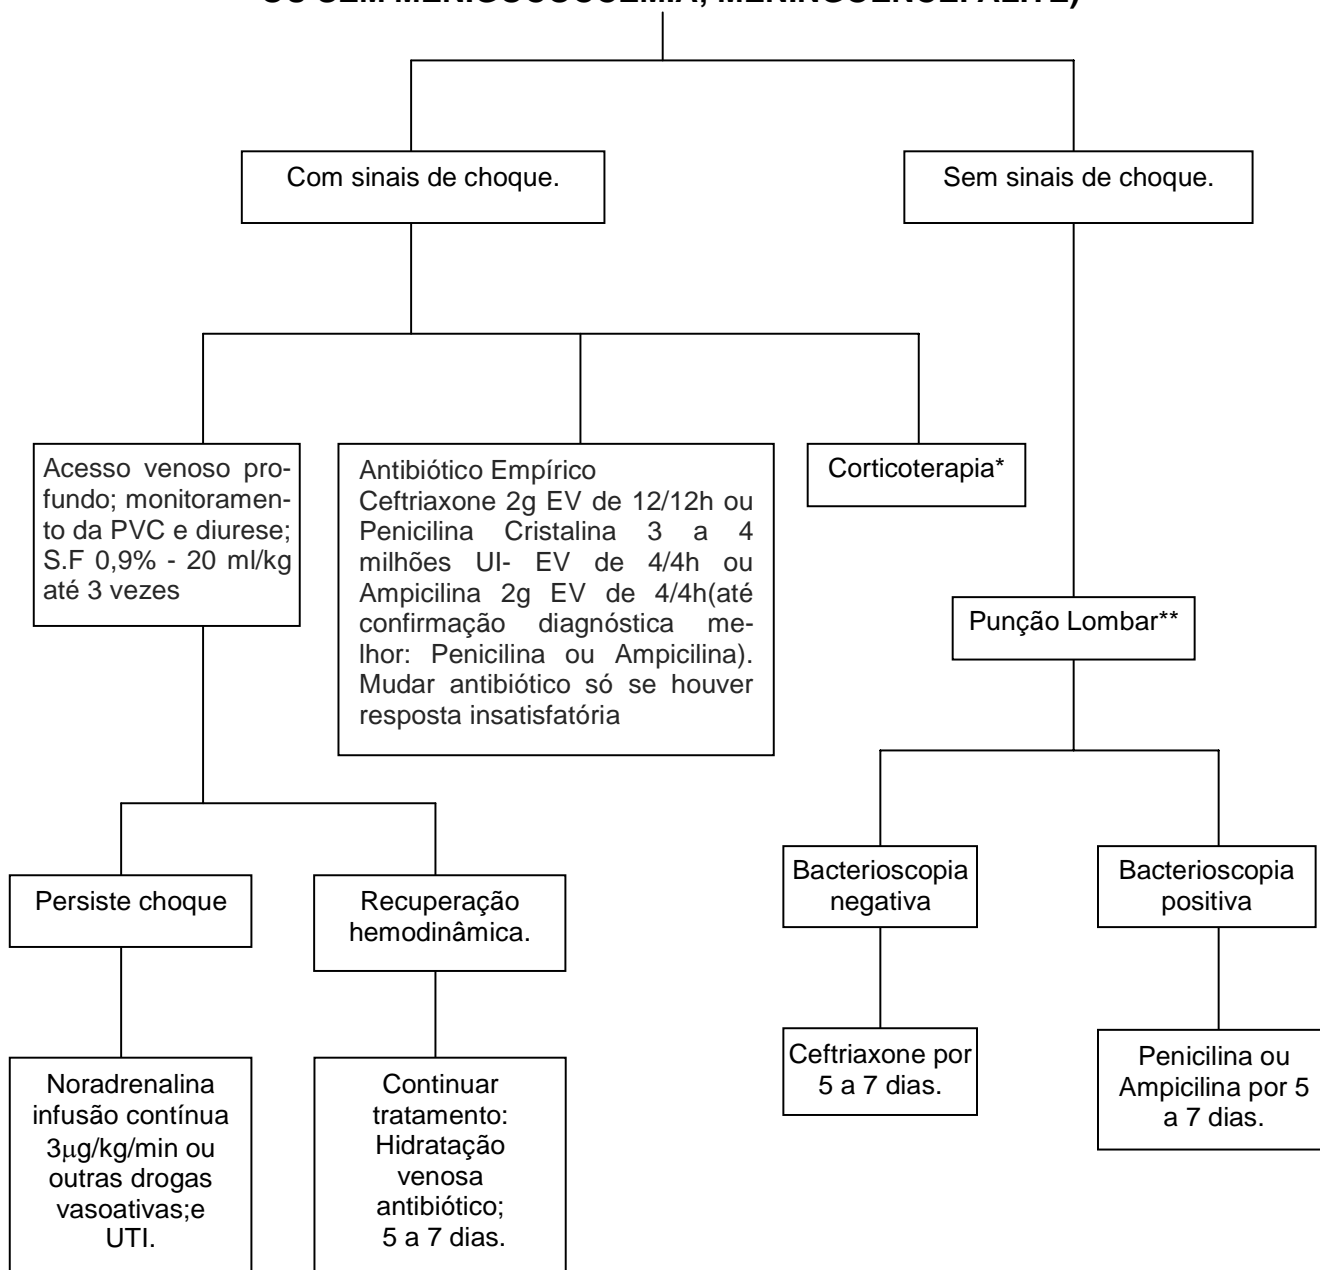 Com sinais de choque.
Sem sinais de choque.
Acesso venoso pro-
fundo; monitoramen-
to da PVC e diurese;
S.F 0,9% - 20 ml/kg
até 3 vezes
Antibiótico Empírico
Ceftriaxone 2g EV de 12/12h ou
Penicilina Cristalina 3 a 4
milhões UI- EV de 4/4h ou
Ampicilina 2g EV de 4/4h(até
confirmação diagnóstica me-
lhor: Penicilina ou Ampicilina).
Mudar antibiótico só se houver
resposta insatisfatória
Corticoterapia*
Punção Lombar**
Persiste choque
Recuperação
hemodinâmica.
Bacterioscopia
negativa
Bacterioscopia
positiva
Noradrenalina
infusão contínua
3µg/kg/min ou
outras drogas
vasoativas;e
UTI.
Continuar
tratamento:
Hidratação
venosa
antibiótico;
5 a 7 dias.
Ceftriaxone por
5 a 7 dias.
Penicilina ou
Ampicilina por 5
a 7 dias.